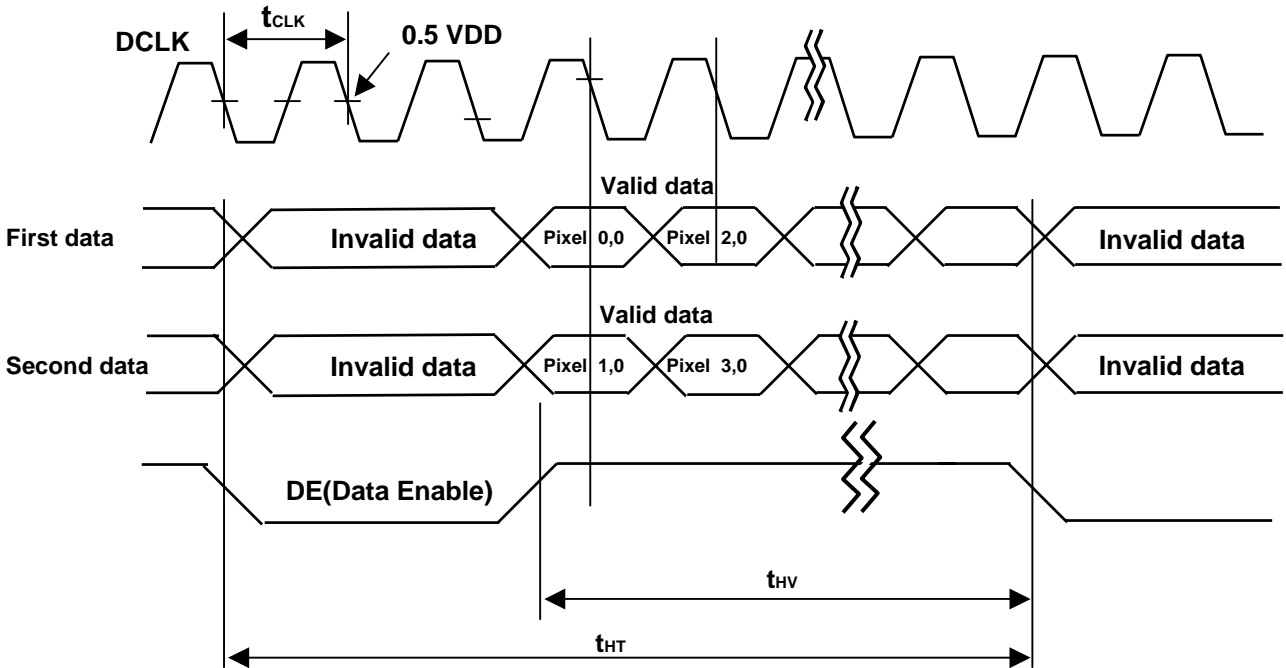 tCLK
DCLK
0.5 VDD
Valid data
First data
Invalid data
Pixel 0,0
Pixel 2,0
Invalid data
Valid data
Second data
Invalid data
Pixel 1,0
Pixel 3,0
Invalid data
DE(Data Enable)
tHV
tHT